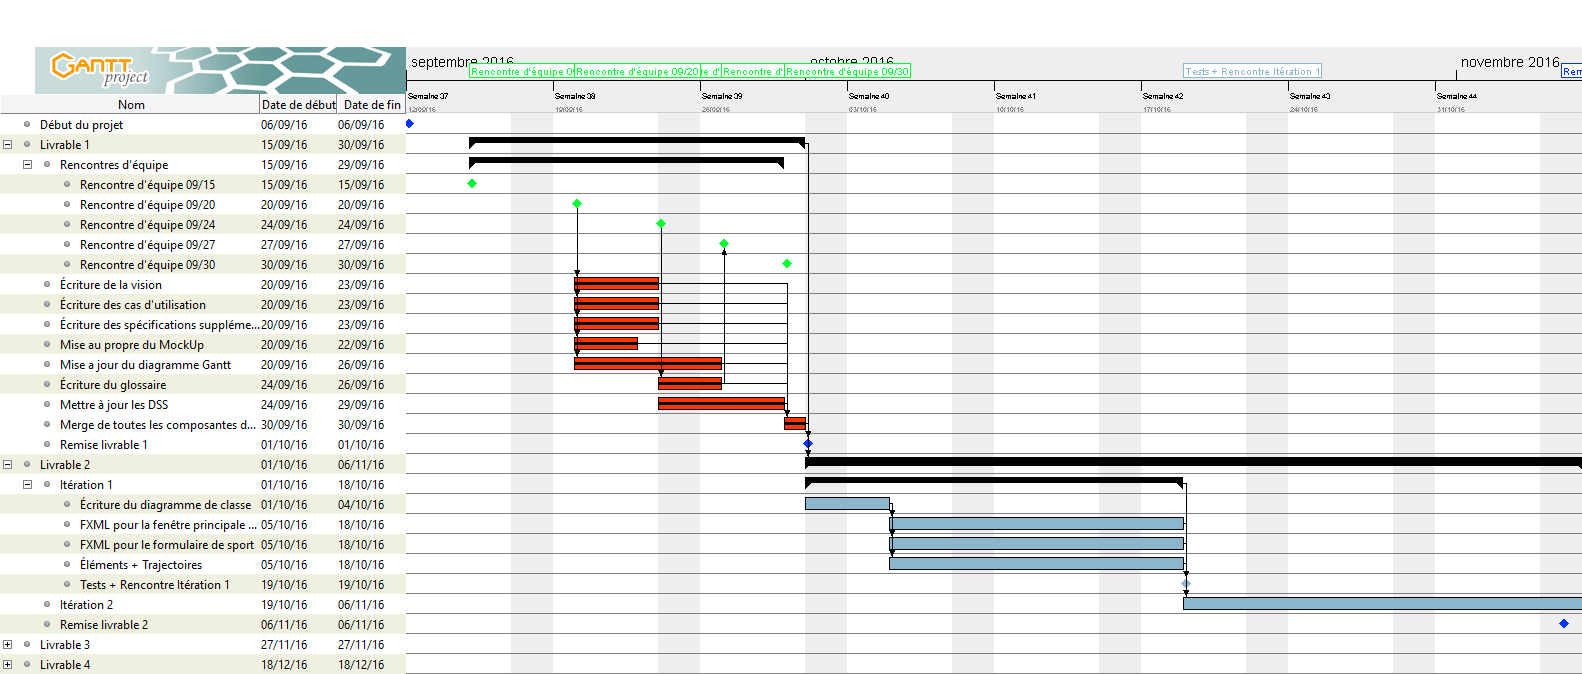 GANTT
project
septembre 2016
octobre 2016
novembre 2016
Rencontre d'équipe 0
Rencontre d'équipe 09/20
re d'
Rencontre d'
Rencontre d'équipe 09/30
Tests + Rencontre Itération 1
Rem
Semaine 37
Semaine 38
Semaine 39
Semaine 40
Semaine 41
Semaine 42
Semaine 43
Semaine 44
Nom Date de début Date de fin
12/09/16 19/09/16 26/09/16 03/10/16 10/10/16 17/10/16 24/10/16 31/10/16
Début du projet 06/09/16 06/09/16
Livrable 1 15/09/16 30/09/16
Rencontres d'équipe 15/09/16 29/09/16
Rencontre d'équipe 09/15 15/09/16 15/09/16
Rencontre d'équipe 09/20 20/09/16 20/09/16
Rencontre d'équipe 09/24 24/09/16 24/09/16
Rencontre d'équipe 09/27 27/09/16 27/09/16
Rencontre d'équipe 09/30 30/09/16 30/09/16
Écriture de la vision 20/09/16 23/09/16
Écriture des cas d'utilisation 20/09/16 23/09/16
Écriture des spécifications suppléme... 20/09/16 23/09/16
Mise au propre du MockUp 20/09/16 22/09/16
Mise a jour du diagramme Gantt 20/09/16 26/09/16
Écriture du glossaire 24/09/16 26/09/16
Mettre à jour les DSS 24/09/16 29/09/16
Merge de toutes les composantes d... 30/09/16 30/09/16
Remise livrable 1 01/10/16 01/10/16
Livrable 2 01/10/16 06/11/16
Itération 1 01/10/16 18/10/16
Écriture du diagramme de classe 01/10/16 04/10/16
FXML pour la fenêtre principale ... 05/10/16 18/10/16
FXML pour le formulaire de sport 05/10/16 18/10/16
Éléments + Trajectoires 05/10/16 18/10/16
Tests + Rencontre Itération 1 19/10/16 19/10/16
Itération 2 19/10/16 06/11/16
Remise livrable 2 06/11/16 06/11/16
Livrable 3 27/11/16 27/11/16
Livrable 4 18/12/16 18/12/16